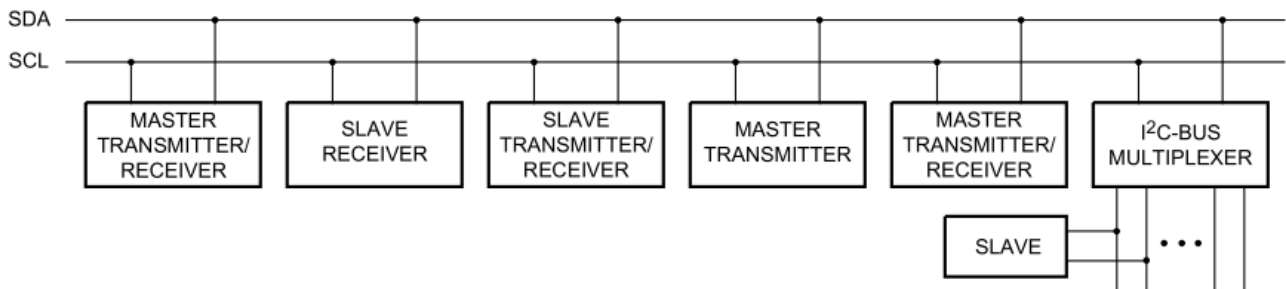 SDA
SCL
MASTER
TRANSMITTER/
RECEIVER
SLAVE
RECEIVER
SLAVE
TRANSMITTER/
RECEIVER
MASTER
TRANSMITTER
MASTER
TRANSMITTER/
RECEIVER
I²C-BUS
MULTIPLEXER
SLAVE